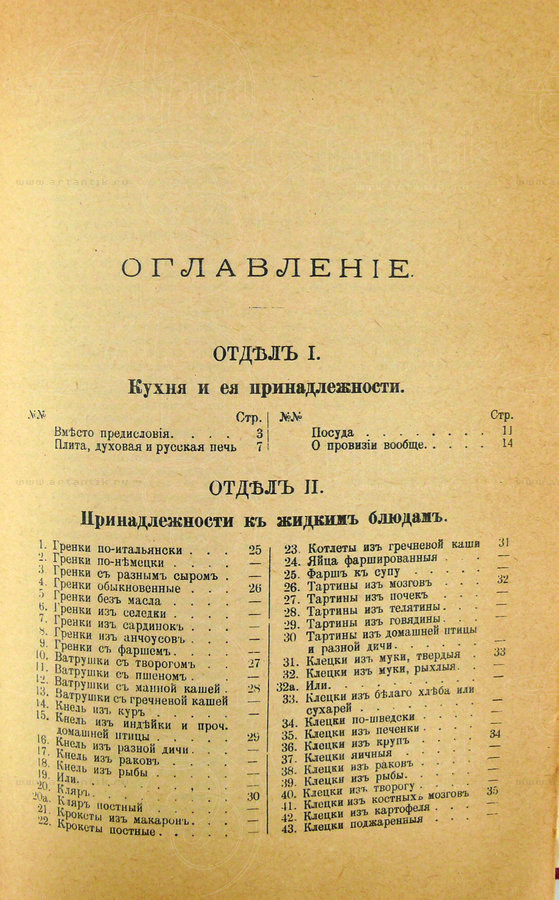 ОГЛАВЛЕНІЕ.
ОТДѢЛЪ I.
Кухня и ея принадлежности.
№№ Стр.
Вмѣсто предисловія. . . . 3
Плита, духовая и русская печь 7
№№ Стр.
Посуда . . . . . . . . 11
О провизіи вообще. . . . . 14
ОТДѢЛЪ II.
Принадлежности къ жидкимъ блюдамъ.
1. Гренки по-итальянски . . . 25
2. Гренки по-нѣмецки . . . . —
3. Гренки съ разнымъ сыромъ . —
4. Гренки обыкновенные . . . 26
5 Гренки безъ масла . . . . —
6. Гренки изъ селедки . . . . —
7. Гренки изъ сардинокъ . . . —
8. Гренки изъ анчоусовъ . . . —
9. Гренки съ фаршемъ. . . . —
10. Ватрушки съ творогомъ . . 27
11. Ватрушки съ пшеномъ . . . —
12. Ватрушки съ манной кашей . 28
13. Ватрушки съ гречневой кашей —
14. Кнель изъ куръ . . . . . —
15. Кнель изъ индѣйки и проч.
домашней птицы . . . . 29
16. Кнель изъ разной дичи. . . —
17. Кнель изъ раковъ . . . . —
18. Кнель изъ рыбы . . . . . —
19. Или. . . . . . . . . —
20. Кляръ. . . . . . . . 30
20а. Кляръ постный . . . . . —
21. Крокеты изъ макаронъ. . . —
22. Крокеты постные . . . . . —
23. Котлеты изъ гречневой каши 31
24. Яйца фаршированныя . . . —
25. Фаршъ къ супу . . . . . —
26. Тартины изъ мозговъ . . . 32
27. Тартины изъ почекъ . . . —
28. Тартины изъ телятины. . . —
29. Тартины изъ говядины. . . —
30 Тартины изъ домашней птицы
и разной дичи. . . . . —
31. Клецки изъ муки, твердыя . 33
32. Клецки изъ муки, рыхлыя. . —
32а. Или. . . . . . . . . —
33. Клецки изъ бѣлаго хлѣба или
сухарей . . . . . . . —
34. Клецки по-шведски . . . . —
35. Клецки изъ печенки . . . . —
36. Клецки изъ крупъ . . . . 34
37. Клецки яичныя . . . . . —
38. Клецки изъ раковъ . . . . —
39. Клецки изъ рыбы. . . . . —
40. Клецки изъ творогу . . . . —
41. Клецки изъ костныхъ мозговъ 35
42. Клецки изъ картофеля . . . —
43. Клецки поджаренныя . . . —
www.artantik.ru